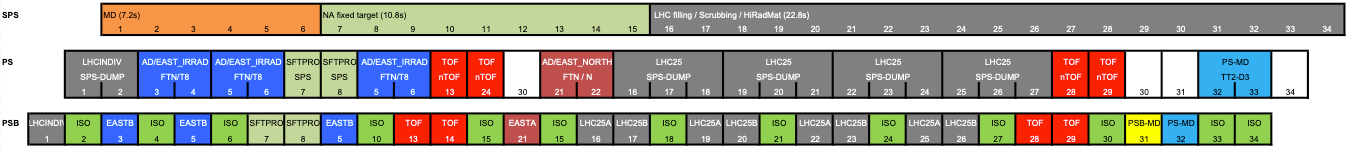 SPS
MD (7.2s) NA fixed target (10.8s) LHC filling / Scrubbing / HiRadMat (22.8s)
1 2 3 4 5 6 7 8 9 10 11 12 13 14 15 16 17 18 19 20 21 22 23 24 25 26 27 28 29 30 31 32 33 34
PS
LHCINDIV AD/EAST_IRRAD AD/EAST_IRRAD SFTPRO SFTPRO AD/EAST_IRRAD TOF TOF AD/EAST_NORTH LHC25 LHC25 LHC25 LHC25 TOF TOF PS-MD
SPS-DUMP FTN/T8 FTN/T8 SPS SPS FTN/T8 nTOF nTOF FTN / N SPS-DUMP SPS-DUMP SPS-DUMP SPS-DUMP nTOF nTOF TT2-D3
1 2 3 4 5 6 7 8 5 6 13 24 30 21 22 16 17 18 19 20 21 22 23 24 25 26 27 28 29 30 31 32 33 34
PSB
LHCINDIV ISO EASTB ISO EASTB ISO SFTPRO SFTPRO EASTB ISO TOF TOF ISO EASTA ISO LHC25A LHC25B ISO LHC25A LHC25B ISO LHC25A LHC25B ISO LHC25A LHC25B ISO TOF TOF ISO PSB-MD PS-MD ISO ISO
1 2 3 4 5 6 7 8 5 10 13 14 15 21 15 16 17 18 19 20 21 22 23 24 25 26 27 28 29 30 31 32 33 34